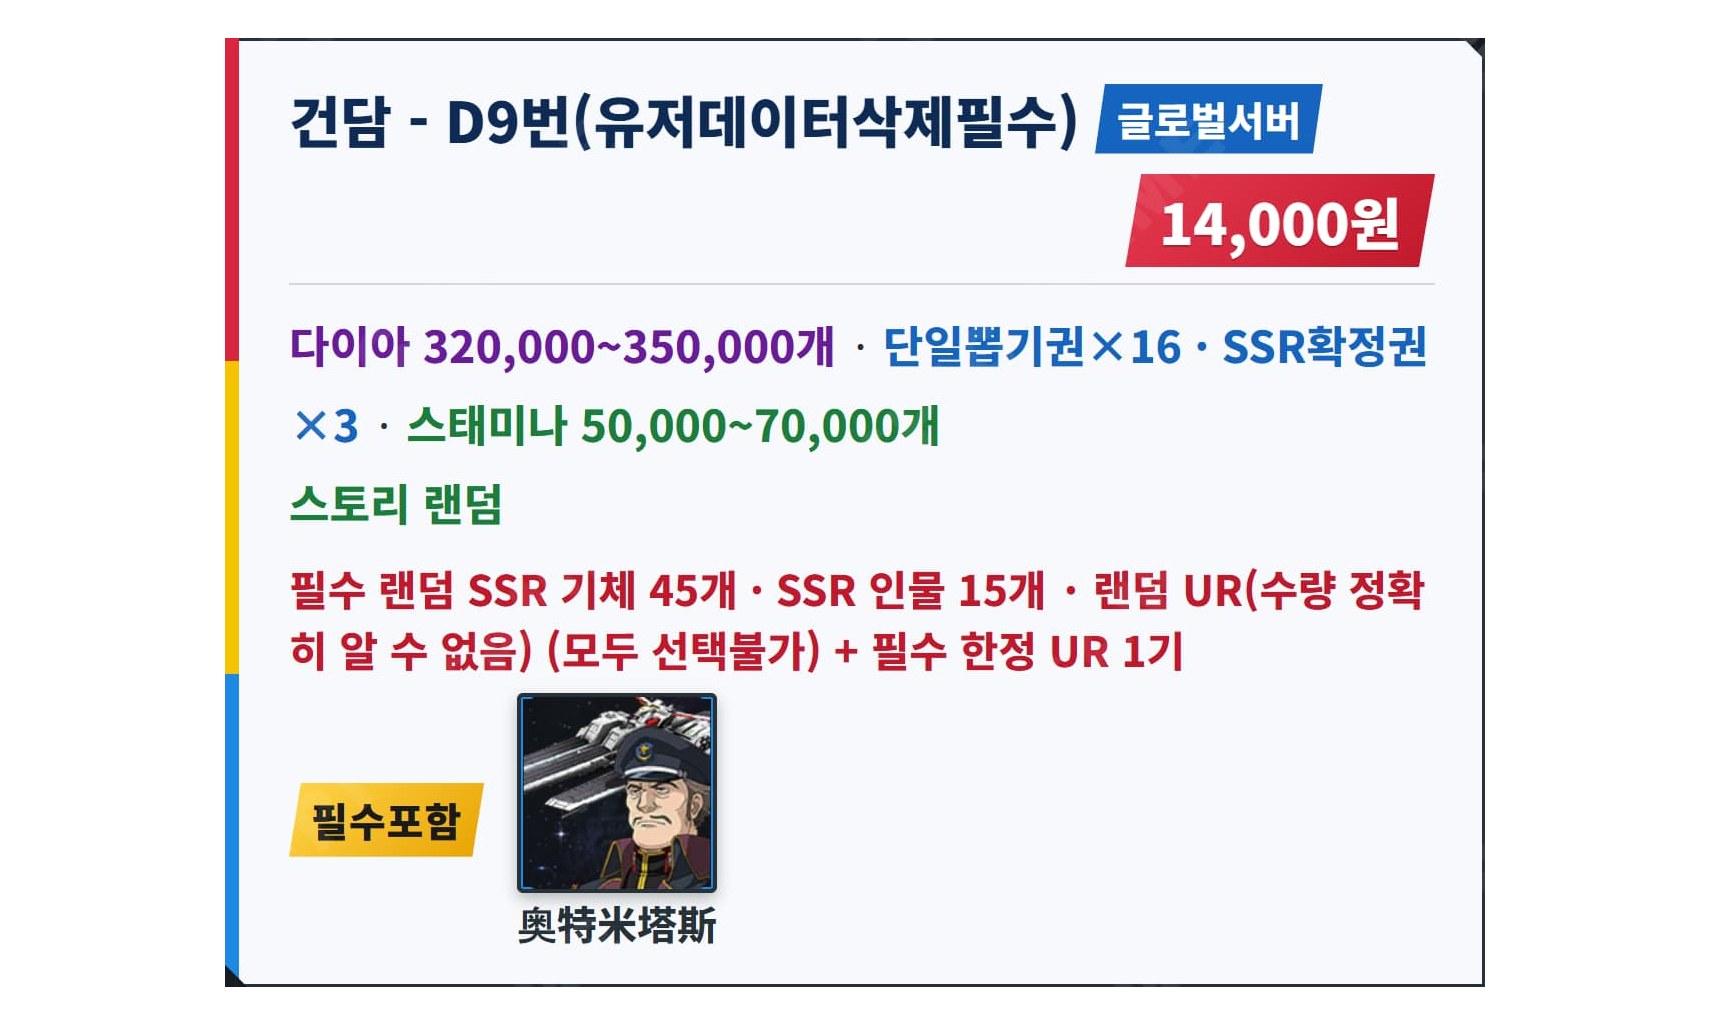 건담 - D9번(유저데이터삭제필수) 글로벌서버
14,000원
다이아 320,000~350,000개 · 단일뽑기권×16 · SSR확정권
×3 · 스태미나 50,000~70,000개
스토리 랜덤
필수 랜덤 SSR 기체 45개 · SSR 인물 15개 · 랜덤 UR(수량 정확
히 알 수 없음) (모두 선택불가) + 필수 한정 UR 1기
필수포함
奥特米塔斯